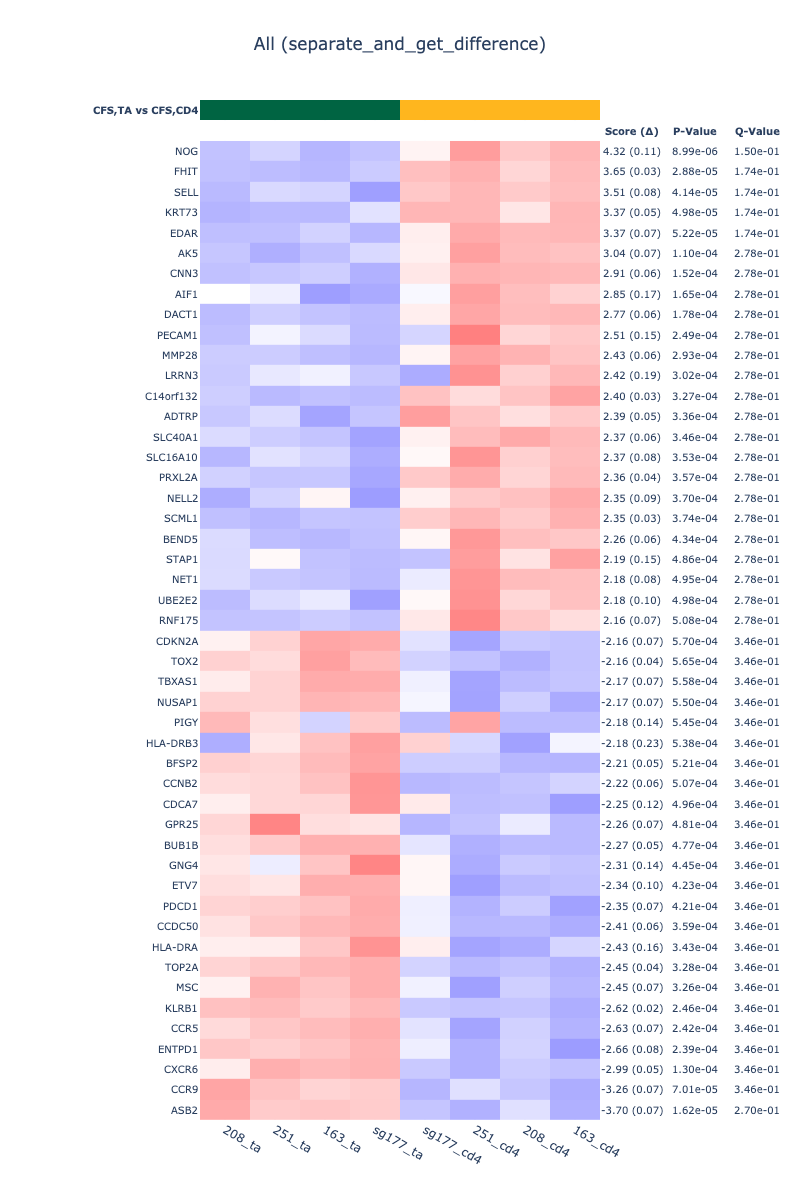 All (separate_and_get_difference)
CFS,TA vs CFS,CD4
Score (Δ) P-Value Q-Value
NOG 4.32 (0.11) 8.99e-06 1.50e-01
FHIT 3.65 (0.03) 2.88e-05 1.74e-01
SELL 3.51 (0.08) 4.14e-05 1.74e-01
KRT73 3.37 (0.05) 4.98e-05 1.74e-01
EDAR 3.37 (0.07) 5.22e-05 1.74e-01
AK5 3.04 (0.07) 1.10e-04 2.78e-01
CNN3 2.91 (0.06) 1.52e-04 2.78e-01
AIF1 2.85 (0.17) 1.65e-04 2.78e-01
DACT1 2.77 (0.06) 1.78e-04 2.78e-01
PECAM1 2.51 (0.15) 2.49e-04 2.78e-01
MMP28 2.43 (0.06) 2.93e-04 2.78e-01
LRRN3 2.42 (0.19) 3.02e-04 2.78e-01
C14orf132 2.40 (0.03) 3.27e-04 2.78e-01
ADTRP 2.39 (0.05) 3.36e-04 2.78e-01
SLC40A1 2.37 (0.06) 3.46e-04 2.78e-01
SLC16A10 2.37 (0.08) 3.53e-04 2.78e-01
PRXL2A 2.36 (0.04) 3.57e-04 2.78e-01
NELL2 2.35 (0.09) 3.70e-04 2.78e-01
SCML1 2.35 (0.03) 3.74e-04 2.78e-01
BEND5 2.26 (0.06) 4.34e-04 2.78e-01
STAP1 2.19 (0.15) 4.86e-04 2.78e-01
NET1 2.18 (0.08) 4.95e-04 2.78e-01
UBE2E2 2.18 (0.10) 4.98e-04 2.78e-01
RNF175 2.16 (0.07) 5.08e-04 2.78e-01
CDKN2A -2.16 (0.07) 5.70e-04 3.46e-01
TOX2 -2.16 (0.04) 5.65e-04 3.46e-01
TBXAS1 -2.17 (0.07) 5.58e-04 3.46e-01
NUSAP1 -2.17 (0.07) 5.50e-04 3.46e-01
PIGY -2.18 (0.14) 5.45e-04 3.46e-01
HLA-DRB3 -2.18 (0.23) 5.38e-04 3.46e-01
BFSP2 -2.21 (0.05) 5.21e-04 3.46e-01
CCNB2 -2.22 (0.06) 5.07e-04 3.46e-01
CDCA7 -2.25 (0.12) 4.96e-04 3.46e-01
GPR25 -2.26 (0.07) 4.81e-04 3.46e-01
BUB1B -2.27 (0.05) 4.77e-04 3.46e-01
GNG4 -2.31 (0.14) 4.45e-04 3.46e-01
ETV7 -2.34 (0.10) 4.23e-04 3.46e-01
PDCD1 -2.35 (0.07) 4.21e-04 3.46e-01
CCDC50 -2.41 (0.06) 3.59e-04 3.46e-01
HLA-DRA -2.43 (0.16) 3.43e-04 3.46e-01
TOP2A -2.45 (0.04) 3.28e-04 3.46e-01
MSC -2.45 (0.07) 3.26e-04 3.46e-01
KLRB1 -2.62 (0.02) 2.46e-04 3.46e-01
CCR5 -2.63 (0.07) 2.42e-04 3.46e-01
ENTPD1 -2.66 (0.08) 2.39e-04 3.46e-01
CXCR6 -2.99 (0.05) 1.30e-04 3.46e-01
CCR9 -3.26 (0.07) 7.01e-05 3.46e-01
ASB2 -3.70 (0.07) 1.62e-05 2.70e-01
208_ta 251_ta 163_ta sg177_ta sg177_cd4 251_cd4 208_cd4 163_cd4